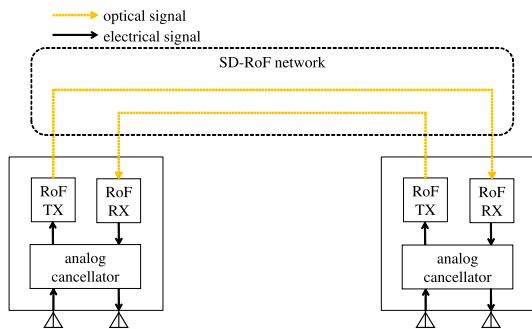 optical signal
electrical signal
SD-RoF network
RoF
TX
RoF
RX
analog
cancellator
RoF
TX
RoF
RX
analog
cancellator